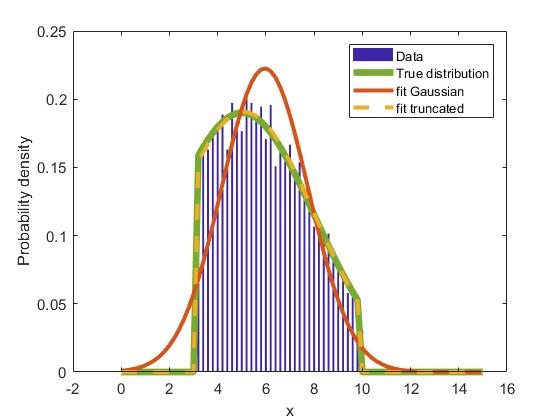 0.25
0.2
0.15
0.1
0.05
0
Probability density
-2 0 2 4 6 8 10 12 14 16
x
Data
True distribution
fit Gaussian
fit truncated